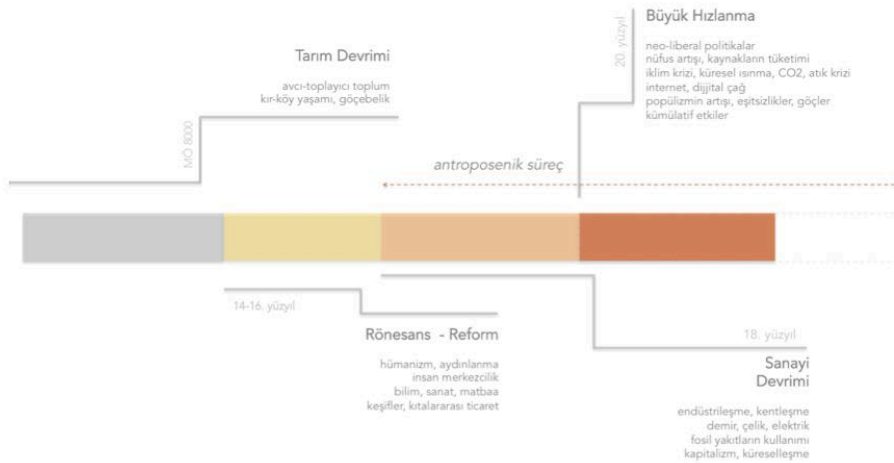 Tarım Devrimi
avcı-toplayıcı toplum
kır-köy yaşamı, göçebelik
MÖ 8000
20. yüzyıl
Büyük Hızlanma
neo-liberal politikalar
nüfus artışı, kaynakların tüketimi
iklim krizi, küresel ısınma, CO2, atık krizi
internet, dijjital çağ
popülizmin artışı, eşitsizlikler, göçler
kümülatif etkiler
antroposenik süreç
14-16. yüzyıl
Rönesans - Reform
hümanizm, aydınlanma
insan merkezcilik
bilim, sanat, matbaa
keşifler, kıtalararası ticaret
18. yüzyıl
Sanayi
Devrimi
endüstrileşme, kentleşme
demir, çelik, elektrik
fosil yakıtların kullanımı
kapitalizm, küreselleşme